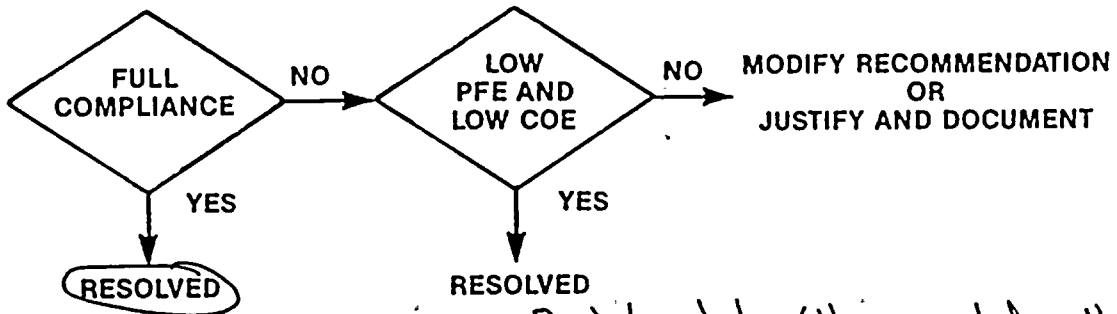 FULL
COMPLIANCE
NO
LOW
PFE AND
LOW COE
NO
MODIFY RECOMMENDATION
OR
JUSTIFY AND DOCUMENT
YES
YES
RESOLVED
RESOLVED